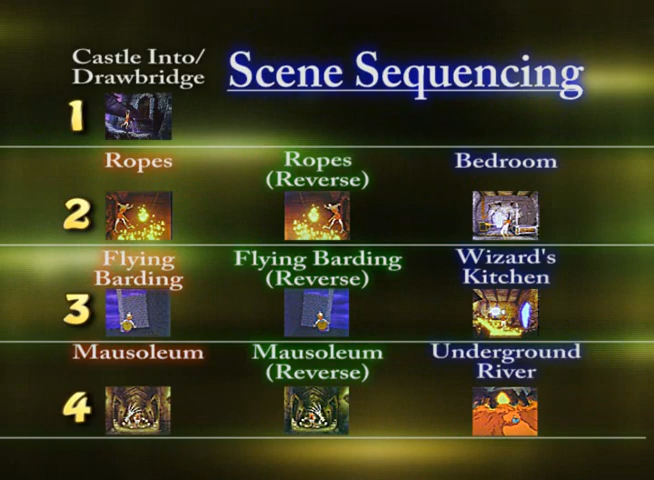 Castle Into/
Drawbridge
Scene Sequencing
1
Ropes
Ropes
(Reverse)
Bedroom
2
Flying
Barding
Flying Barding
(Reverse)
Wizard's
Kitchen
3
Mausoleum
Mausoleum
(Reverse)
Underground
River
4